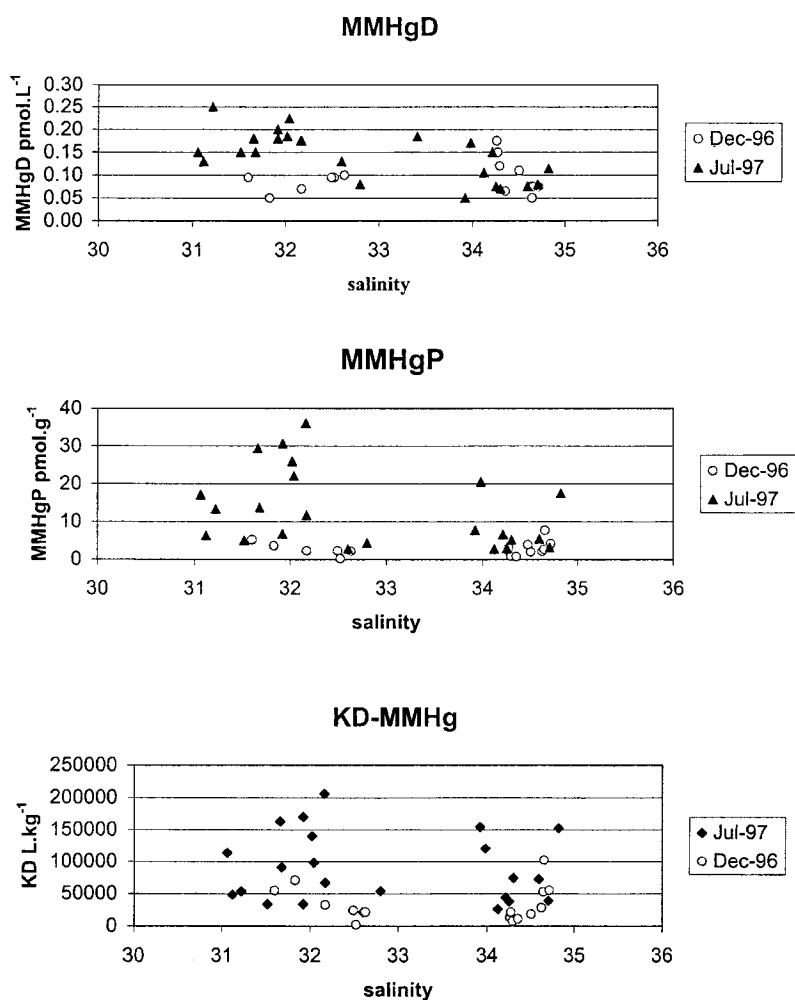 MMHgD
MMHgD pmol.L-1
0.30
0.25
0.20
0.15
0.10
0.05
0.00
30 31 32 33 34 35 36
salinity
Dec-96
Jul-97
MMHgP
MMHgP pmol.g-1
40
30
20
10
0
30 31 32 33 34 35 36
salinity
Dec-96
Jul-97
KD-MMHg
KD L.kg-1
250000
200000
150000
100000
50000
0
30 31 32 33 34 35 36
salinity
Jul-97
Dec-96